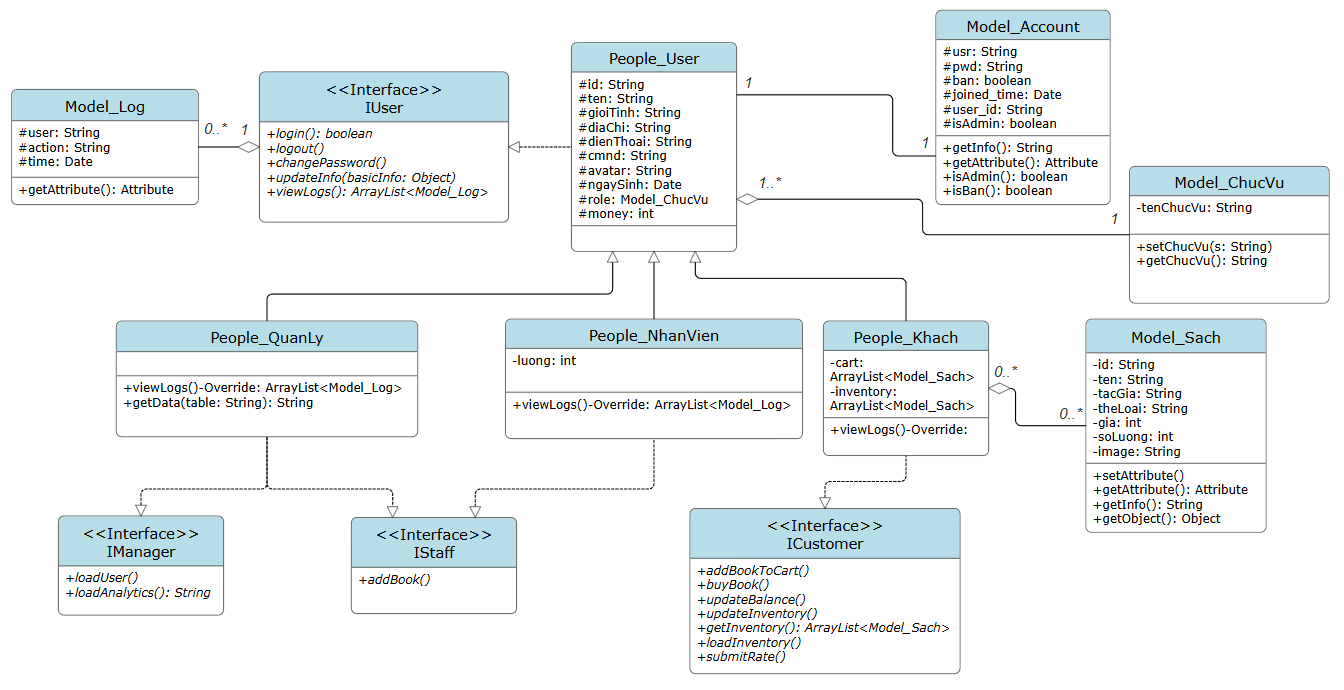 Model_Log
#user: String
#action: String
#time: Date
+getAttribute(): Attribute
0..*
1
<<Interface>>
IUser
+login(): boolean
+logout()
+changePassword()
+updateInfo(basicInfo: Object)
+viewLogs(): ArrayList<Model_Log>
People_User
#id: String
#ten: String
#gioiTinh: String
#diaChi: String
#dienThoai: String
#cmnd: String
#avatar: String
#ngaySinh: Date
#role: Model_ChucVu
#money: int
1
1
1..*
1
Model_Account
#usr: String
#pwd: String
#ban: boolean
#joined_time: Date
#user_id: String
#isAdmin: boolean
+getInfo(): String
+getAttribute(): Attribute
+isAdmin(): boolean
+isBan(): boolean
Model_ChucVu
-tenChucVu: String
+setChucVu(s: String)
+getChucVu(): String
People_QuanLy
+viewLogs()-Override: ArrayList<Model_Log>
+getData(table: String): String
People_NhanVien
-luong: int
+viewLogs()-Override: ArrayList<Model_Log>
People_Khach
-cart:
ArrayList<Model_Sach>
-inventory:
ArrayList<Model_Sach>
+viewLogs()-Override:
0..*
0..*
Model_Sach
-id: String
-ten: String
-tacGia: String
-theLoai: String
-gia: int
-soLuong: int
-image: String
+setAttribute()
+getAttribute(): Attribute
+getInfo(): String
+getObject(): Object
<<Interface>>
IManager
+loadUser()
+loadAnalytics(): String
<<Interface>>
IStaff
+addBook()
<<Interface>>
ICustomer
+addBookToCart()
+buyBook()
+updateBalance()
+updateInventory()
+getInventory(): ArrayList<Model_Sach>
+loadInventory()
+submitRate()